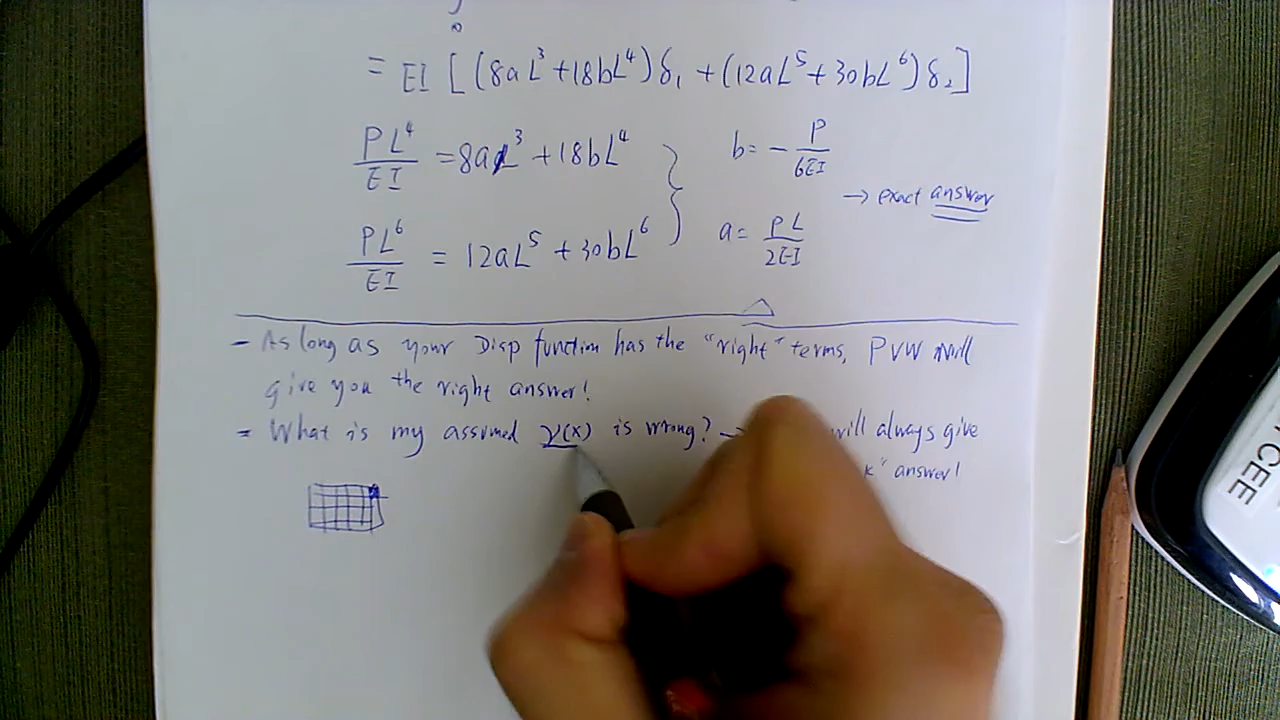 = EI [ (8aL³+18bL⁴)δ₁ + (12aL⁵+30bL⁶)δ₂]
PL⁴/EI = 8aL³ + 18bL⁴
b = - P/6EI
→ exact answer
PL⁶/EI = 12aL⁵ + 30bL⁶
a = PL/2EI
- As long as your Disp function has the "right" terms, PVW will
give you the right answer!
= What is my assumed v(x) is wrong? → will always give
k" answer!
CEE